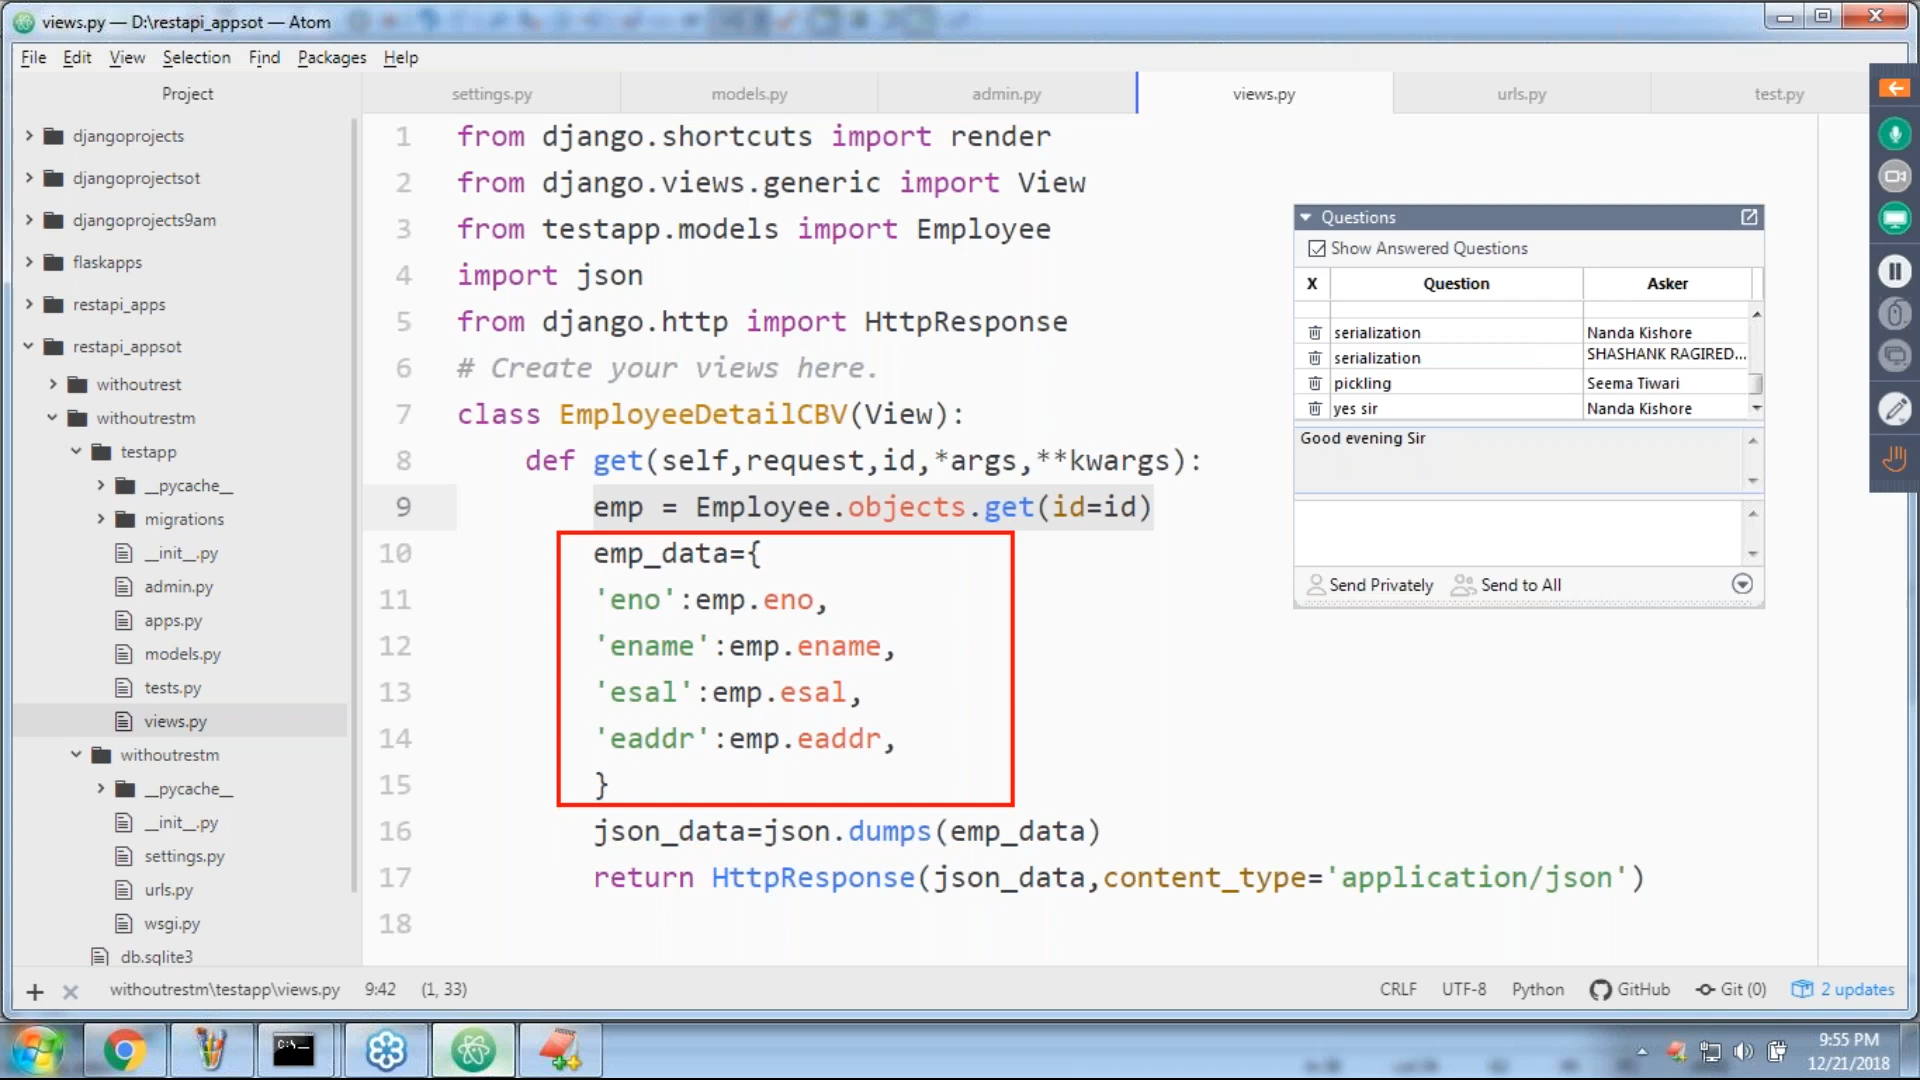 views.py — D:\restapi_appsot — Atom
File Edit View Selection Find Packages Help
Project
settings.py models.py admin.py views.py urls.py test.py
djangoprojects
djangoprojectsot
djangoprojects9am
flaskapps
restapi_apps
restapi_appsot
withoutrest
withoutrestm
testapp
__pycache__
migrations
__init__.py
admin.py
apps.py
models.py
tests.py
views.py
withoutrestm
__pycache__
__init__.py
settings.py
urls.py
wsgi.py
db.sqlite3
1 from django.shortcuts import render
2 from django.views.generic import View
3 from testapp.models import Employee
4 import json
5 from django.http import HttpResponse
6 # Create your views here.
7 class EmployeeDetailCBV(View):
8 def get(self,request,id,*args,**kwargs):
9 emp = Employee.objects.get(id=id)
10 emp_data={
11 'eno':emp.eno,
12 'ename':emp.ename,
13 'esal':emp.esal,
14 'eaddr':emp.eaddr,
15 }
16 json_data=json.dumps(emp_data)
17 return HttpResponse(json_data,content_type='application/json')
18
Questions
Show Answered Questions
X Question Asker
serialization Nanda Kishore
serialization SHASHANK RAGIRED...
pickling Seema Tiwari
yes sir Nanda Kishore
Good evening Sir
Send Privately Send to All
withoutrestm\testapp\views.py 9:42 (1, 33)
CRLF UTF-8 Python GitHub Git (0) 2 updates
C:\_
9:55 PM
12/21/2018